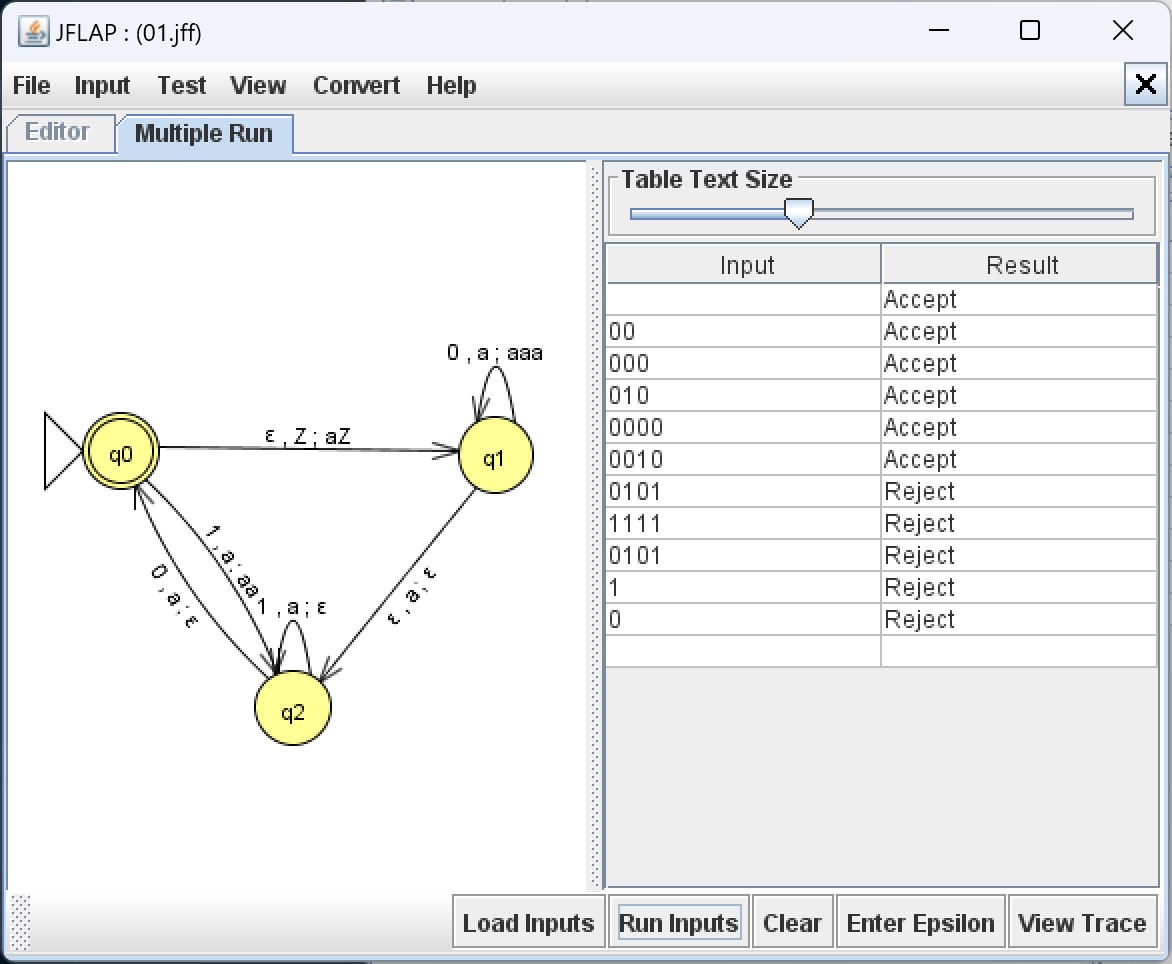 JFLAP : (01.jff)
File Input Test View Convert Help
Editor Multiple Run
Table Text Size
Input Result
Accept
00 Accept
000 Accept
010 Accept
0000 Accept
0010 Accept
0101 Reject
1111 Reject
0101 Reject
1 Reject
0 Reject
0 , a ; aaa
ε , Z ; aZ
q0
q1
1 , a ; aa
0 , a ; ε
1 , a ; ε
ε , a ; ε
q2
Load Inputs Run Inputs Clear Enter Epsilon View Trace